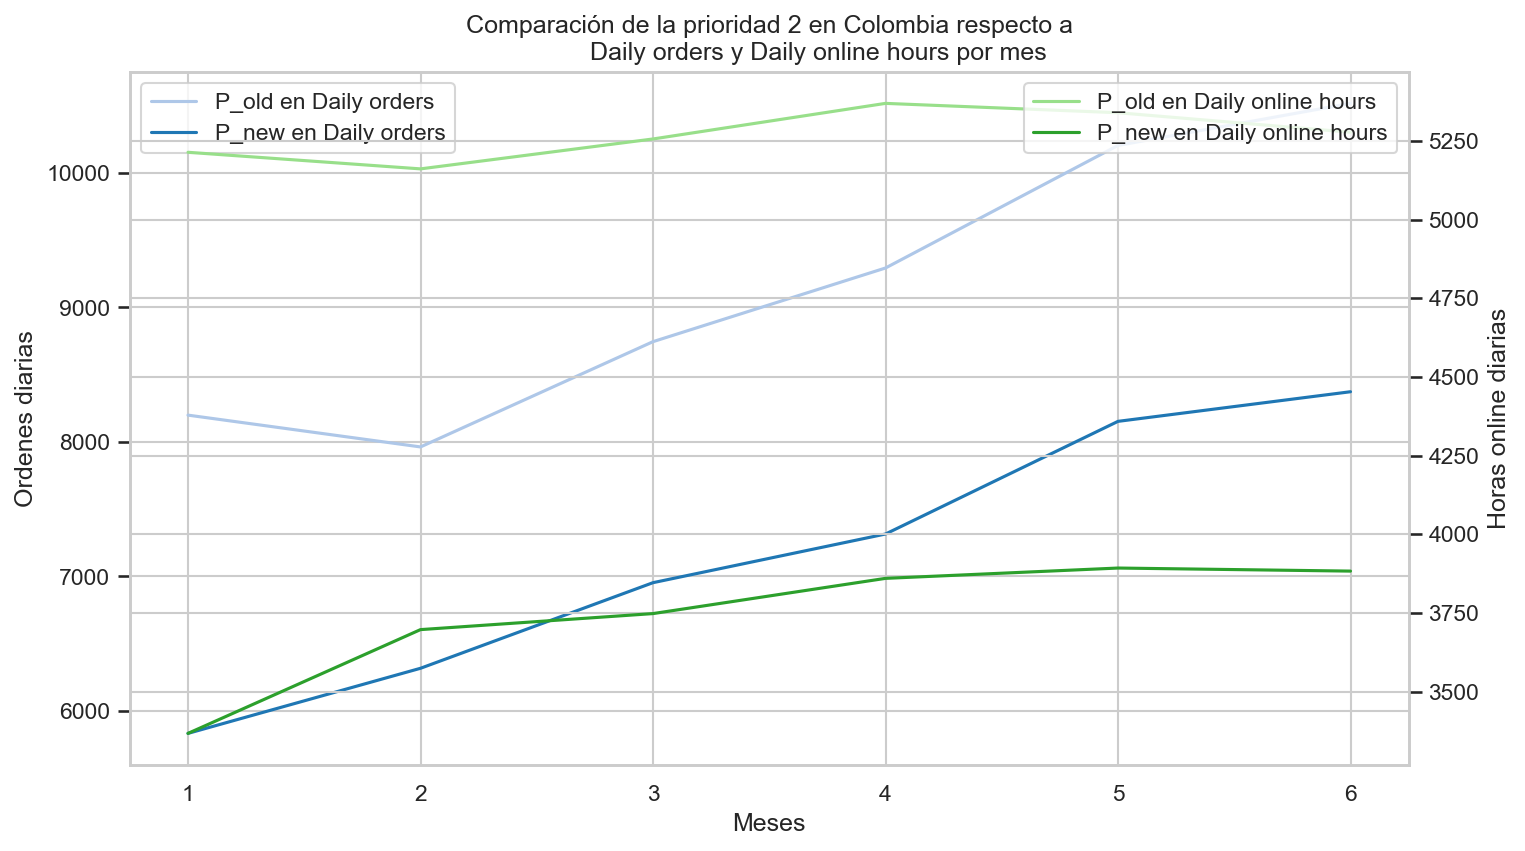 Comparación de la prioridad 2 en Colombia respecto a
Daily orders y Daily online hours por mes
P_old en Daily orders
P_new en Daily orders
P_old en Daily online hours
P_new en Daily online hours
10000
9000
8000
7000
6000
Ordenes diarias
5250
5000
4750
4500
4250
4000
3750
3500
Horas online diarias
1 2 3 4 5 6
Meses